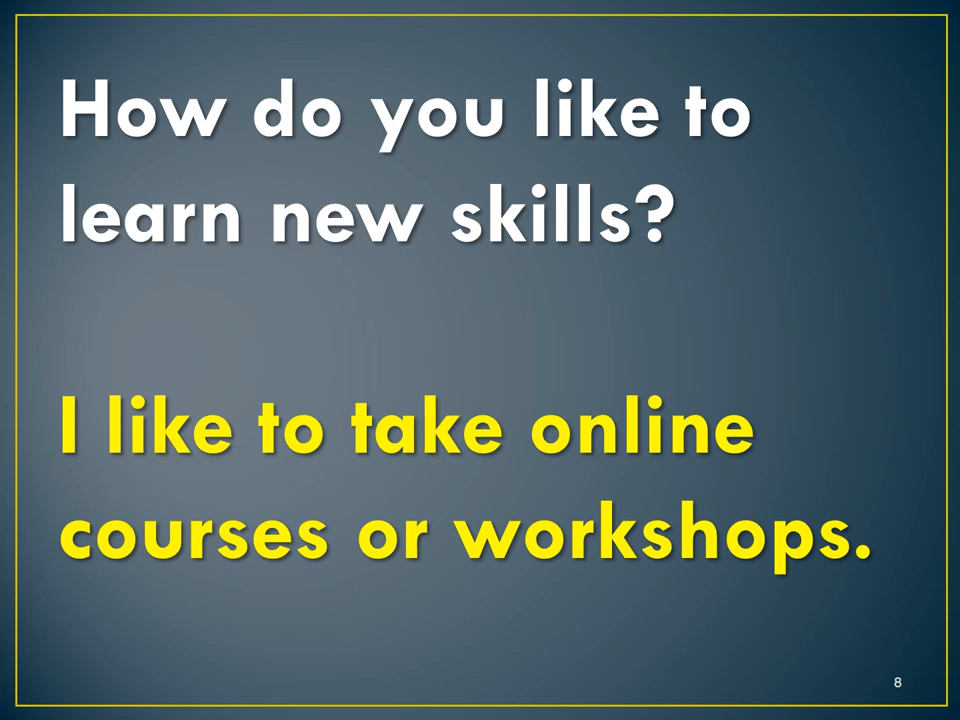 How do you like to
learn new skills?
I like to take online
courses or workshops.
8